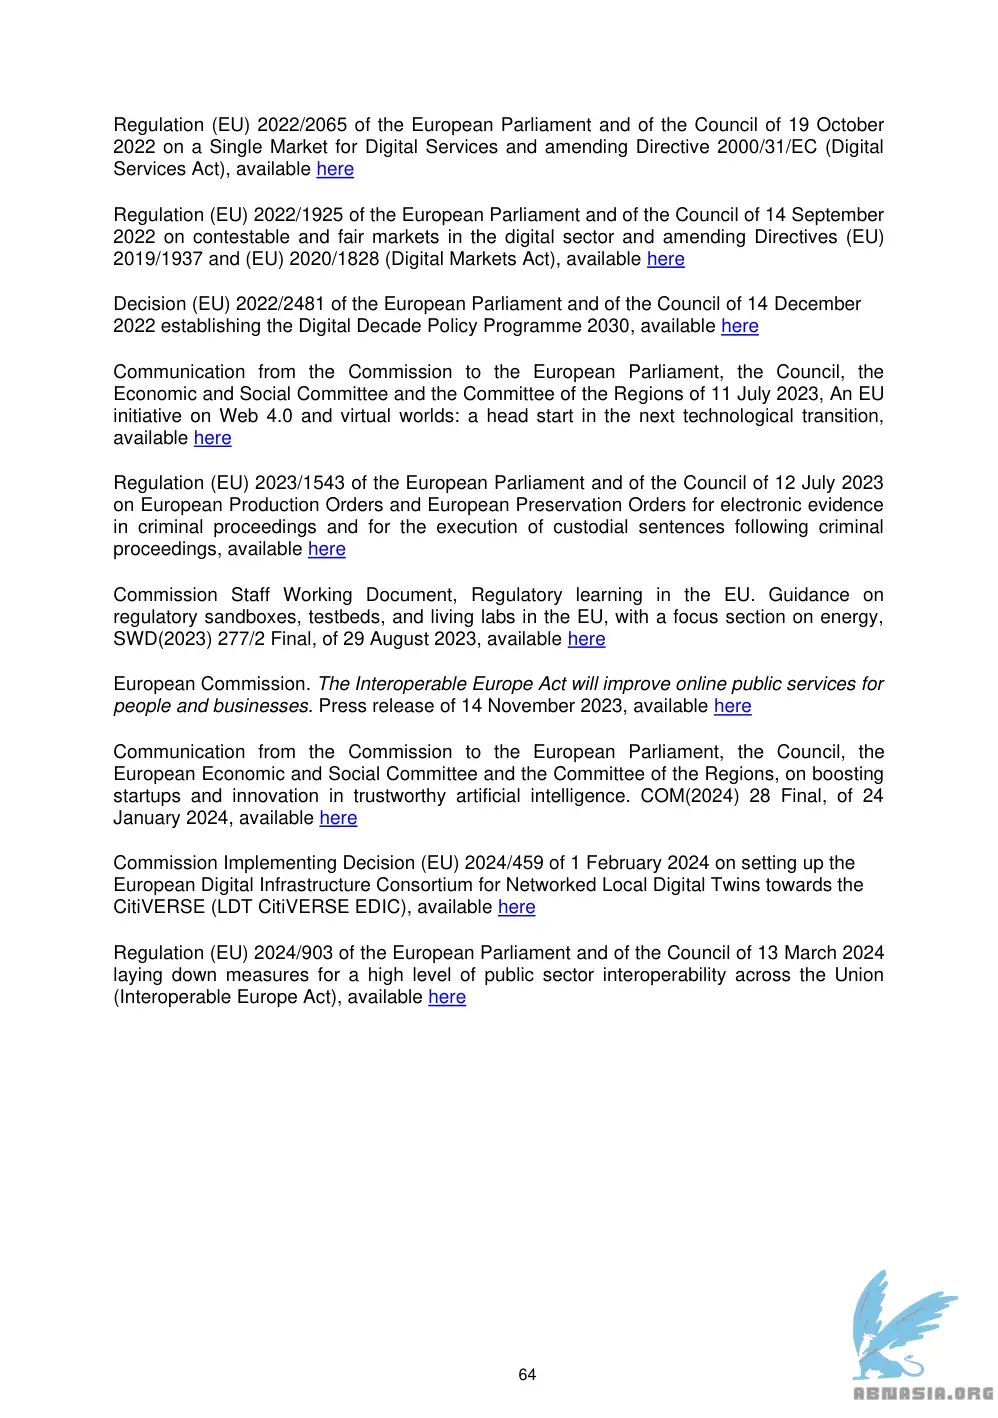 Regulation (EU) 2022/2065 of the European Parliament and of the Council of 19 October
2022 on a Single Market for Digital Services and amending Directive 2000/31/EC (Digital
Services Act), available here
Regulation (EU) 2022/1925 of the European Parliament and of the Council of 14 September
2022 on contestable and fair markets in the digital sector and amending Directives (EU)
2019/1937 and (EU) 2020/1828 (Digital Markets Act), available here
Decision (EU) 2022/2481 of the European Parliament and of the Council of 14 December
2022 establishing the Digital Decade Policy Programme 2030, available here
Communication from the Commission to the European Parliament, the Council, the
Economic and Social Committee and the Committee of the Regions of 11 July 2023, An EU
initiative on Web 4.0 and virtual worlds: a head start in the next technological transition,
available here
Regulation (EU) 2023/1543 of the European Parliament and of the Council of 12 July 2023
on European Production Orders and European Preservation Orders for electronic evidence
in criminal proceedings and for the execution of custodial sentences following criminal
proceedings, available here
Commission Staff Working Document, Regulatory learning in the EU. Guidance on
regulatory sandboxes, testbeds, and living labs in the EU, with a focus section on energy,
SWD(2023) 277/2 Final, of 29 August 2023, available here
European Commission. The Interoperable Europe Act will improve online public services for
people and businesses. Press release of 14 November 2023, available here
Communication from the Commission to the European Parliament, the Council, the
European Economic and Social Committee and the Committee of the Regions, on boosting
startups and innovation in trustworthy artificial intelligence. COM(2024) 28 Final, of 24
January 2024, available here
Commission Implementing Decision (EU) 2024/459 of 1 February 2024 on setting up the
European Digital Infrastructure Consortium for Networked Local Digital Twins towards the
CitiVERSE (LDT CitiVERSE EDIC), available here
Regulation (EU) 2024/903 of the European Parliament and of the Council of 13 March 2024
laying down measures for a high level of public sector interoperability across the Union
(Interoperable Europe Act), available here
64
ABNASIA.ORG